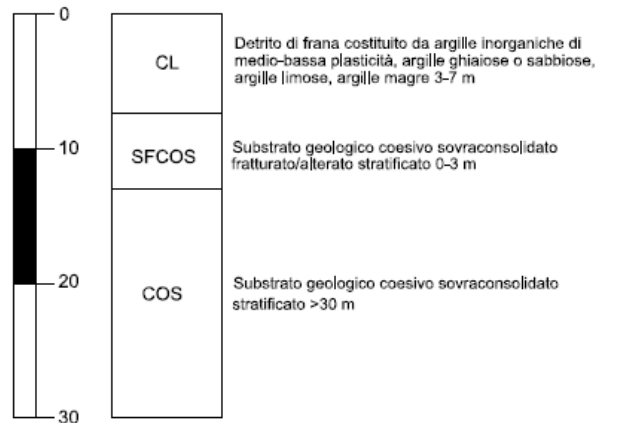 0
CL
Detrito di frana costituito da argille inorganiche di
medio-bassa plasticità, argille ghiaiose o sabbiose,
argille limose, argille magre 3-7 m
10
SFCOS
Substrato geologico coesivo sovraconsolidato
fratturato/alterato stratificato 0-3 m
20
COS
Substrato geologico coesivo sovraconsolidato
stratificato >30 m
30